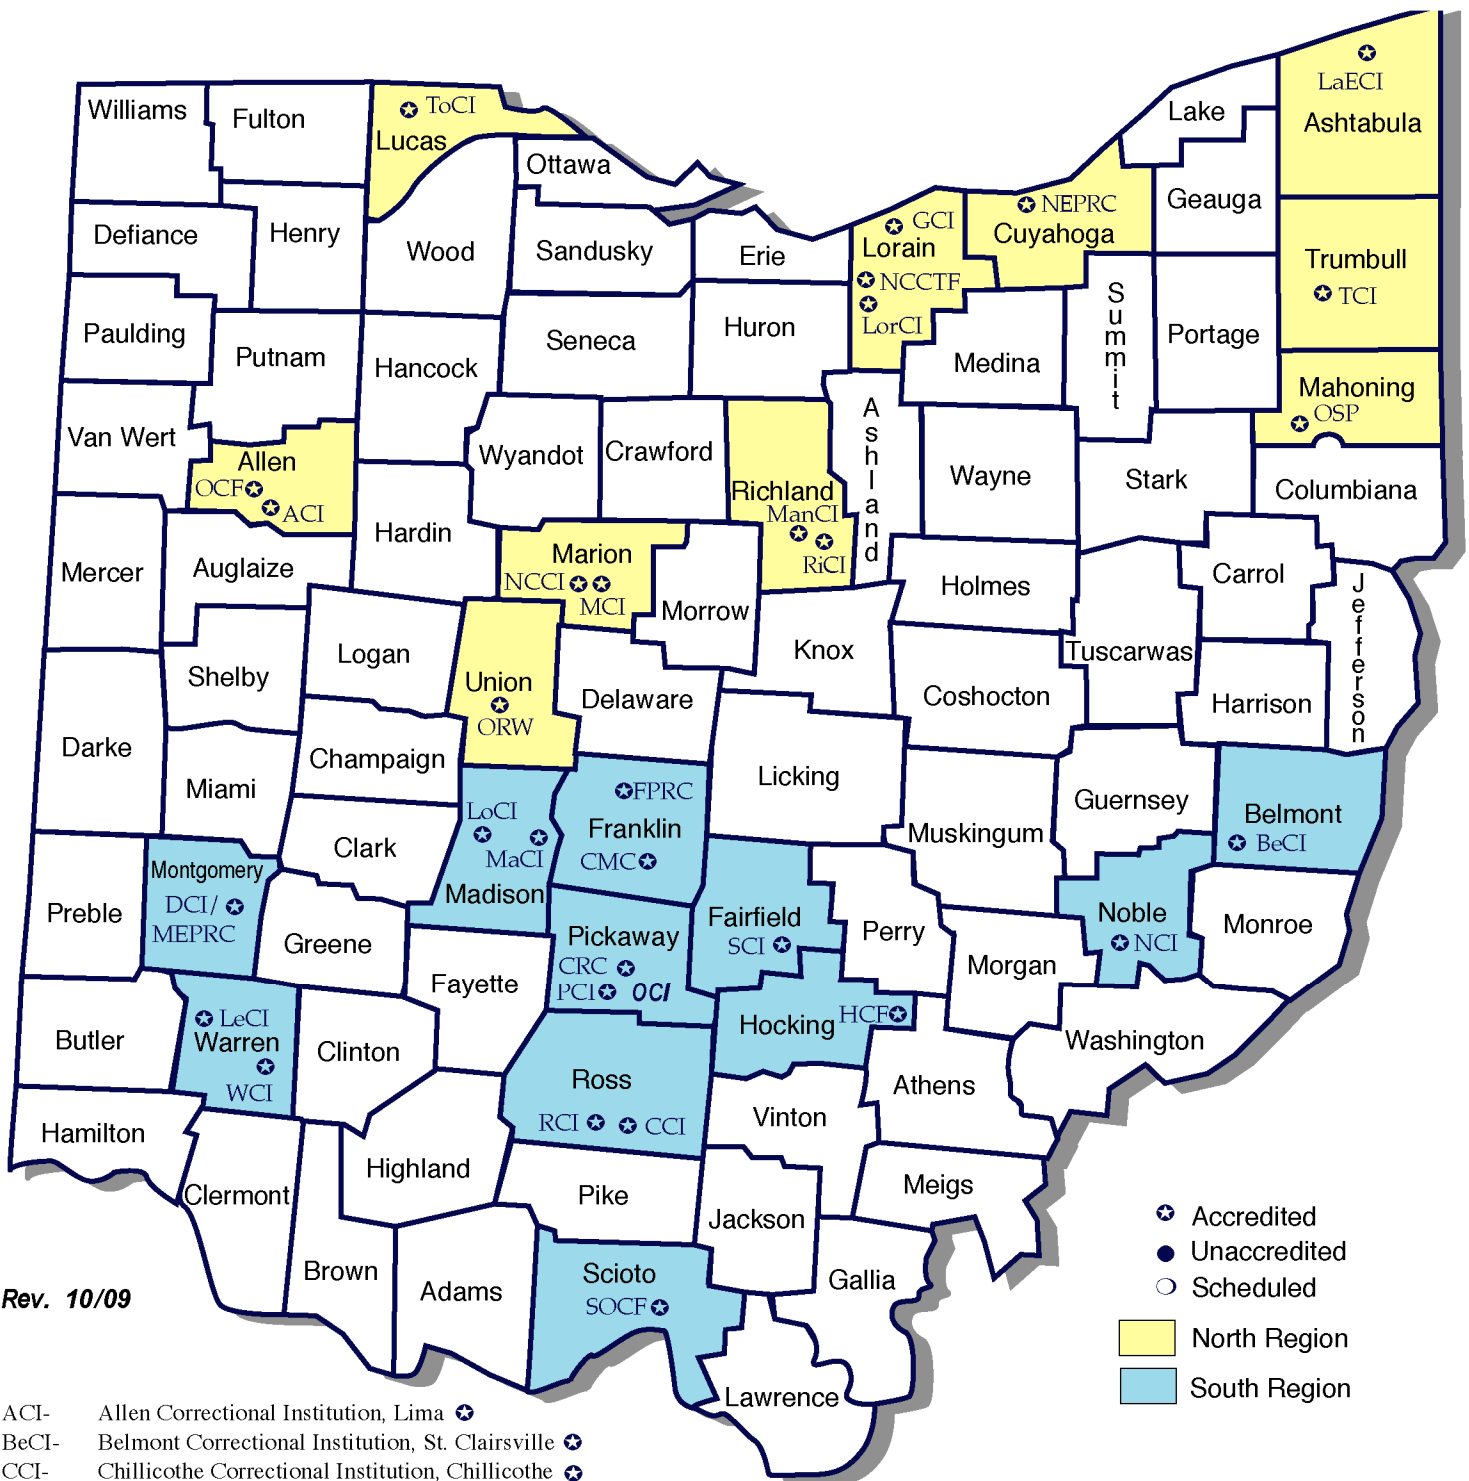 LaECI
Ashtabula
Williams
Fulton
ToCI
Lucas
Lake
Ottawa
Geauga
Defiance
Henry
Wood
Sandusky
Erie
GCI
Lorain
NCCTF
LorCI
NEPRC
Cuyahoga
Trumbull
TCI
Paulding
Putnam
Hancock
Seneca
Huron
Medina
Summit
Portage
Mahoning
OSP
Van Wert
Allen
OCF
ACI
Wyandot
Crawford
Richland
ManCI
RiCI
Ashland
Wayne
Stark
Columbiana
Mercer
Auglaize
Hardin
Marion
NCCI
MCI
Morrow
Holmes
Carroll
Jefferson
Shelby
Logan
Union
ORW
Delaware
Knox
Coshocton
Tuscarwas
Harrison
Darke
Miami
Champaign
Licking
Guernsey
Belmont
BeCI
Clark
LoCI
MaCI
Madison
FPRC
Franklin
CMC
Muskingum
Preble
Montgomery
DCI/
MEPRC
Greene
Pickaway
CRC
PCI OCI
Fairfield
SCI
Perry
Noble
NCI
Monroe
Fayette
Morgan
Butler
LeCI
Warren
WCI
Clinton
Ross
RCI CCI
Hocking HCF
Athens
Washington
Hamilton
Clermont
Highland
Pike
Vinton
Meigs
Jackson
Brown
Adams
Scioto
SOCF
Gallia
Lawrence
Accredited
Unaccredited
Scheduled
North Region
South Region
Rev. 10/09
ACI- Allen Correctional Institution, Lima
BeCI- Belmont Correctional Institution, St. Clairsville
CCI- Chillicothe Correctional Institution, Chillicothe